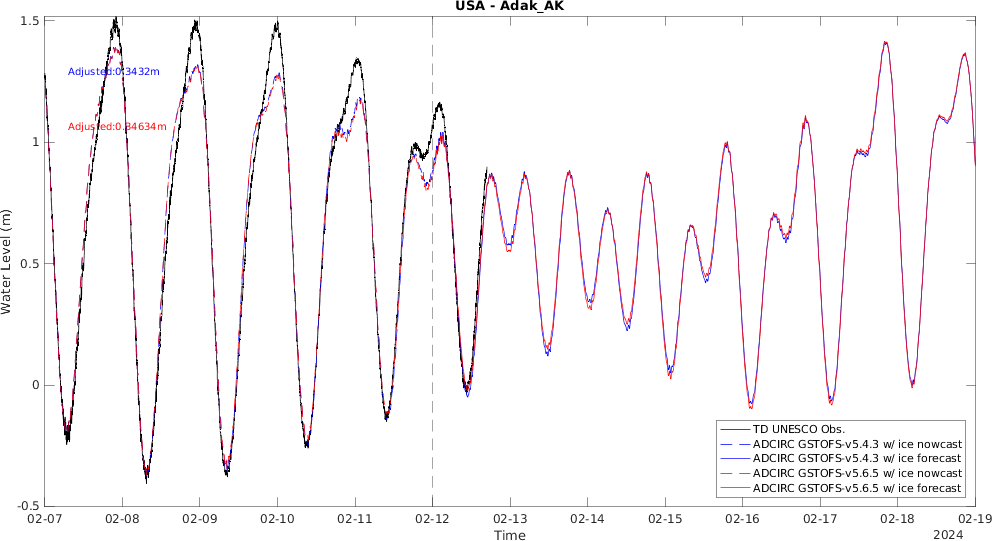 USA - Adak_AK
1.5
Adjusted:0.3432m
Adjusted:0.34634m
1
0.5
0
-0.5
Water Level (m)
TD UNESCO Obs.
ADCIRC GSTOFS-v5.4.3 w/ ice nowcast
ADCIRC GSTOFS-v5.4.3 w/ ice forecast
ADCIRC GSTOFS-v5.6.5 w/ ice nowcast
ADCIRC GSTOFS-v5.6.5 w/ ice forecast
02-07 02-08 02-09 02-10 02-11 02-12 02-13 02-14 02-15 02-16 02-17 02-18 02-19
Time
2024